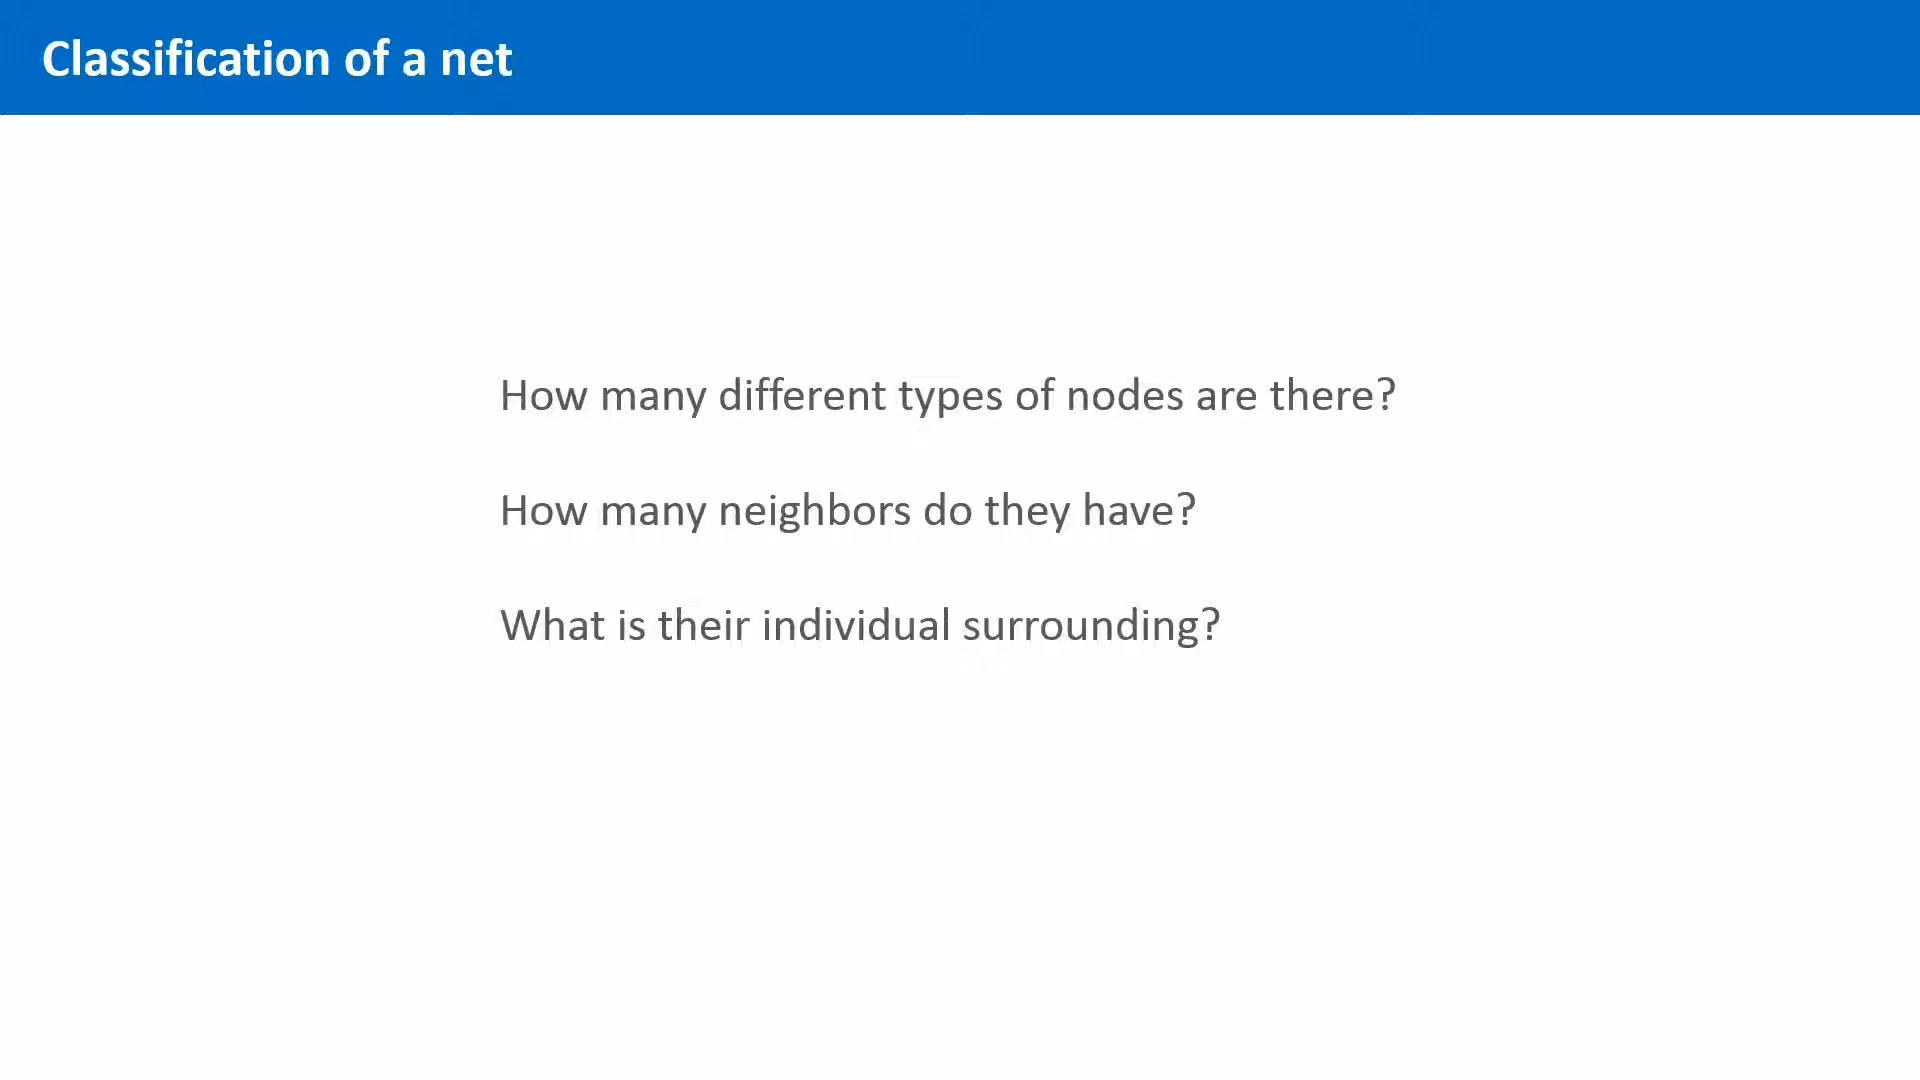 Classification of a net
How many different types of nodes are there?
How many neighbors do they have?
What is their individual surrounding?